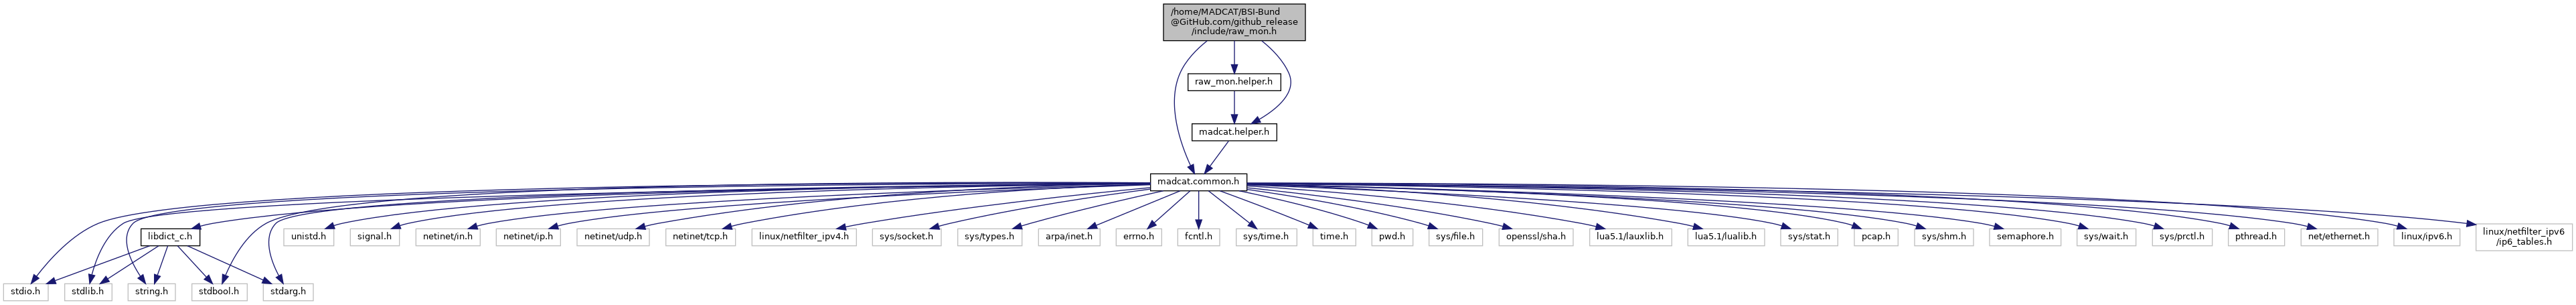 /home/MADCAT/BSI-Bund
@GitHub.com/github_release
/include/raw_mon.h
raw_mon.helper.h
madcat.helper.h
madcat.common.h
libdict_c.h
unistd.h
signal.h
netinet/in.h
netinet/ip.h
netinet/udp.h
netinet/tcp.h
linux/netfilter_ipv4.h
sys/socket.h
sys/types.h
arpa/inet.h
errno.h
fcntl.h
sys/time.h
time.h
pwd.h
sys/file.h
openssl/sha.h
lua5.1/lauxlib.h
lua5.1/lualib.h
sys/stat.h
pcap.h
sys/shm.h
semaphore.h
sys/wait.h
sys/prctl.h
pthread.h
net/ethernet.h
linux/ipv6.h
linux/netfilter_ipv6
/ip6_tables.h
stdio.h
stdlib.h
string.h
stdbool.h
stdarg.h